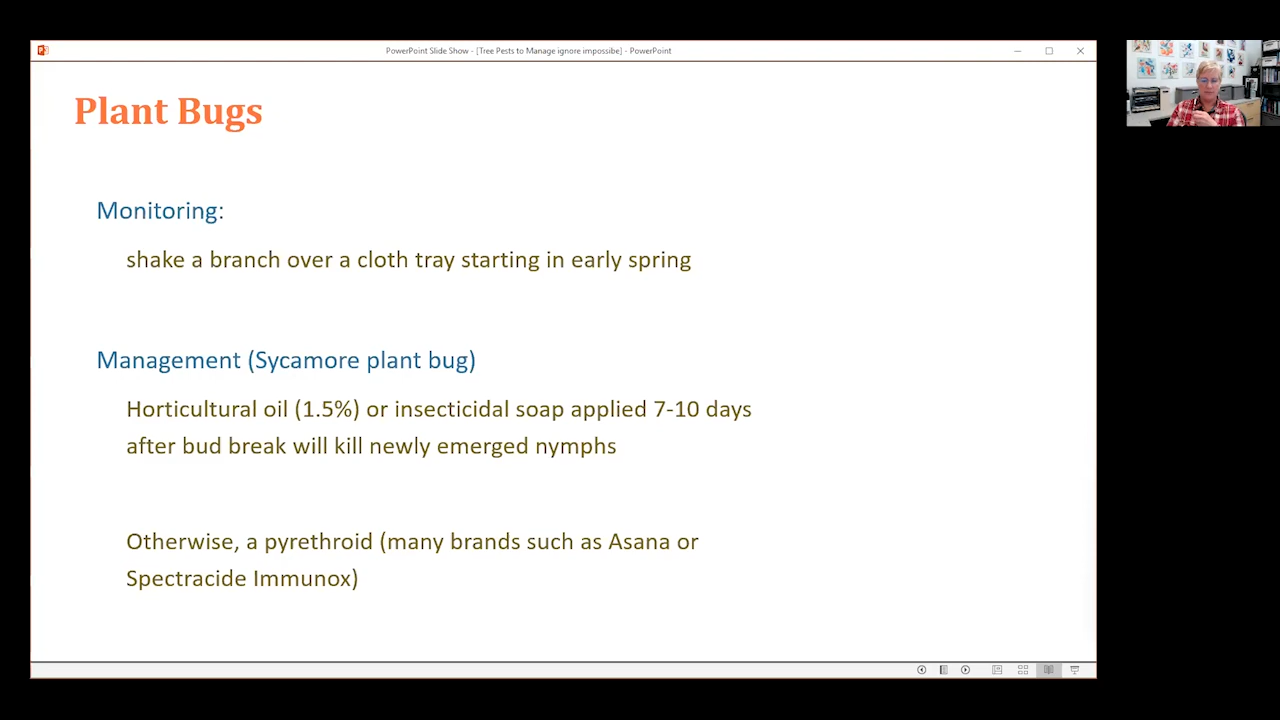 PowerPoint Slide Show - [Tree Pests to Manage ignore impossibe] - PowerPoint
Plant Bugs
Monitoring:
shake a branch over a cloth tray starting in early spring
Management (Sycamore plant bug)
Horticultural oil (1.5%) or insecticidal soap applied 7-10 days
after bud break will kill newly emerged nymphs
Otherwise, a pyrethroid (many brands such as Asana or
Spectracide Immunox)